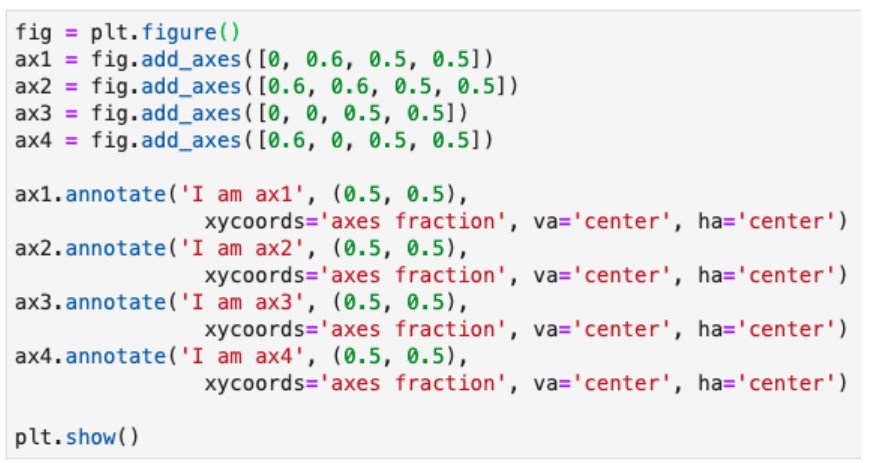 fig = plt.figure()
ax1 = fig.add_axes([0, 0.6, 0.5, 0.5])
ax2 = fig.add_axes([0.6, 0.6, 0.5, 0.5])
ax3 = fig.add_axes([0, 0, 0.5, 0.5])
ax4 = fig.add_axes([0.6, 0, 0.5, 0.5])

ax1.annotate('I am ax1', (0.5, 0.5),
               xycoords='axes fraction', va='center', ha='center')
ax2.annotate('I am ax2', (0.5, 0.5),
               xycoords='axes fraction', va='center', ha='center')
ax3.annotate('I am ax3', (0.5, 0.5),
               xycoords='axes fraction', va='center', ha='center')
ax4.annotate('I am ax4', (0.5, 0.5),
               xycoords='axes fraction', va='center', ha='center')

plt.show()